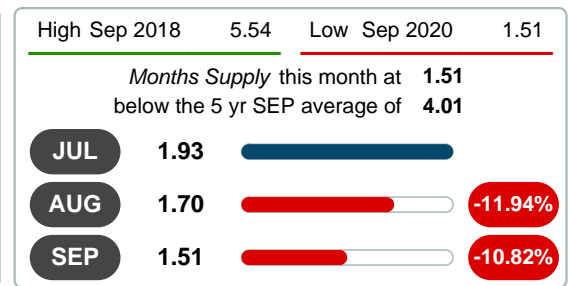 High Sep 2018 5.54 Low Sep 2020 1.51
Months Supply this month at 1.51
below the 5 yr SEP average of 4.01
JUL 1.93
AUG 1.70 -11.94%
SEP 1.51 -10.82%